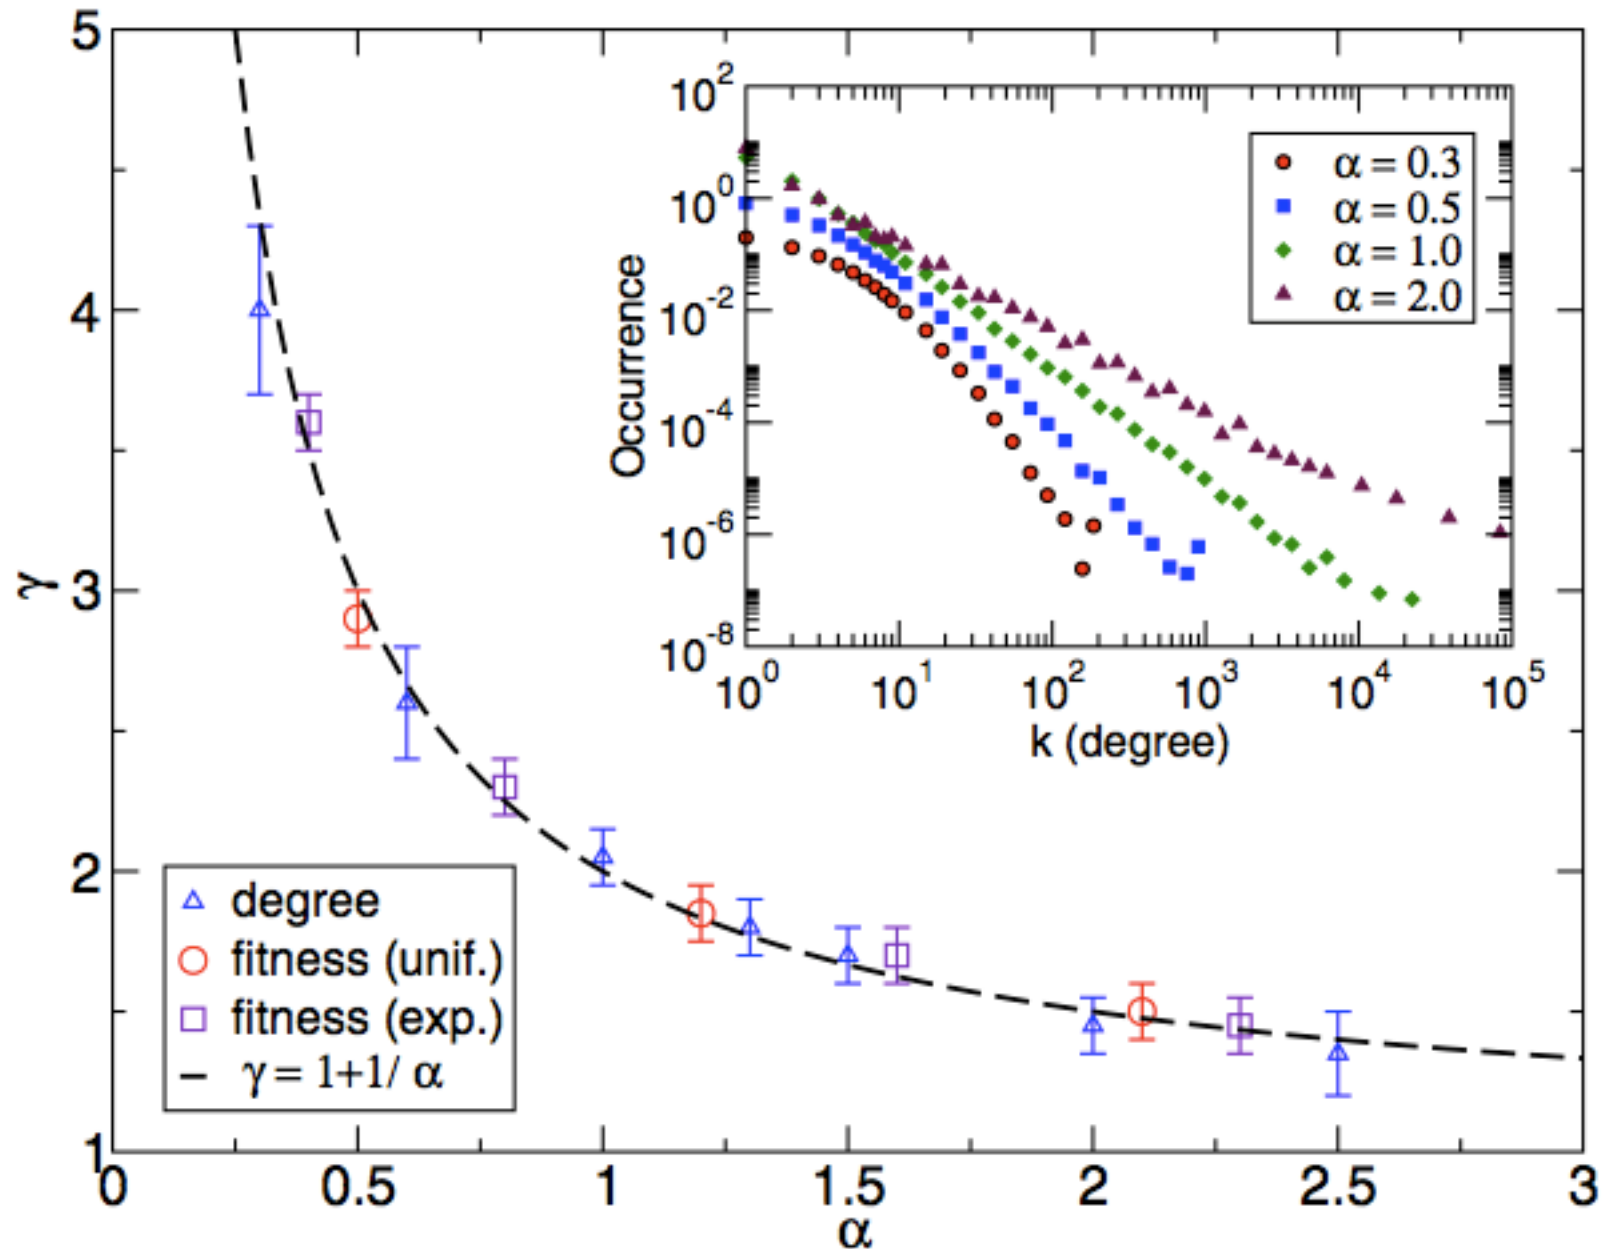 5
4
3
2
1
γ
0
0.5
1
1.5
2
2.5
3
α
degree
fitness (unif.)
fitness (exp.)
γ = 1+1/ α
10^2
10^0
10^-2
10^-4
10^-6
10^-8
Occurrence
10^0
10^1
10^2
10^3
10^4
10^5
k (degree)
α = 0.3
α = 0.5
α = 1.0
α = 2.0